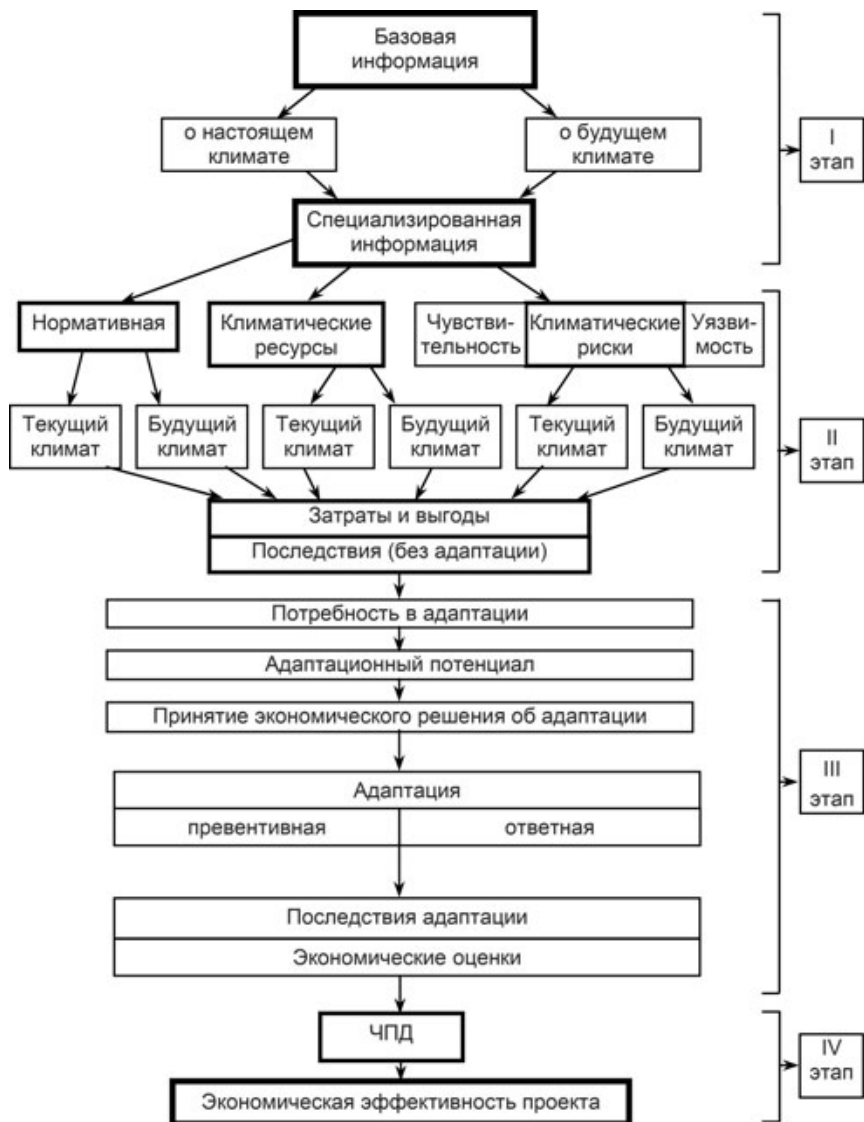 Базовая
информация
о настоящем
климате
о будущем
климате
I
этап
Специализированная
информация
Нормативная
Климатические
ресурсы
Чувстви-
тельность
Климатические
риски
Уязви-
мость
Текущий
климат
Будущий
климат
Текущий
климат
Будущий
климат
Текущий
климат
Будущий
климат
II
этап
Затраты и выгоды
Последствия (без адаптации)
Потребность в адаптации
Адаптационный потенциал
Принятие экономического решения об адаптации
Адаптация
превентивная
ответная
III
этап
Последствия адаптации
Экономические оценки
ЧПД
Экономическая эффективность проекта
IV
этап